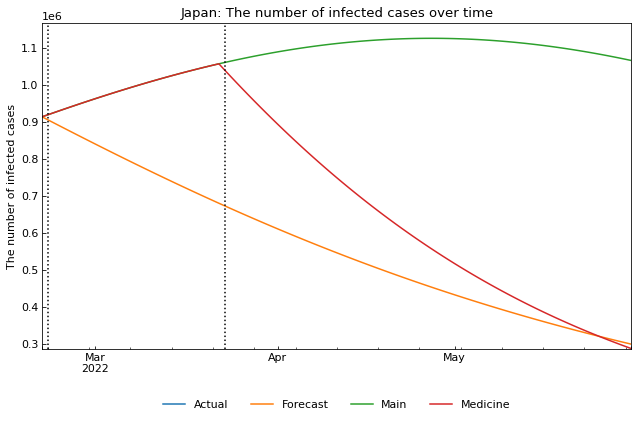 Japan: The number of infected cases over time
1e6
The number of infected cases
1.1
1.0
0.9
0.8
0.7
0.6
0.5
0.4
0.3
Mar
2022
Apr
May
Actual
Forecast
Main
Medicine